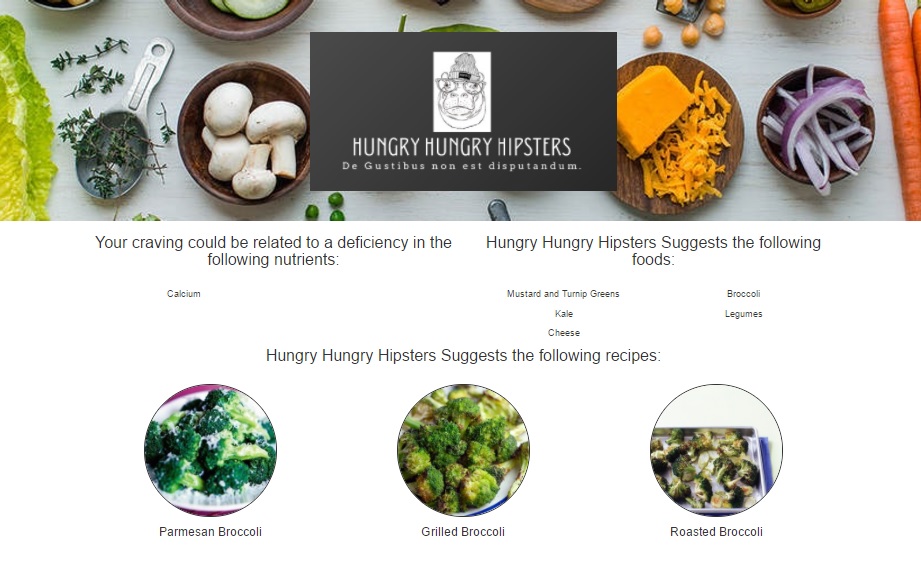 HUNGRY HUNGRY HIPSTERS
De Gustibus non est disputandum.
Your craving could be related to a deficiency in the
following nutrients:
Calcium
Hungry Hungry Hipsters Suggests the following
foods:
Mustard and Turnip Greens
Broccoli
Kale
Legumes
Cheese
Hungry Hungry Hipsters Suggests the following recipes:
Parmesan Broccoli
Grilled Broccoli
Roasted Broccoli